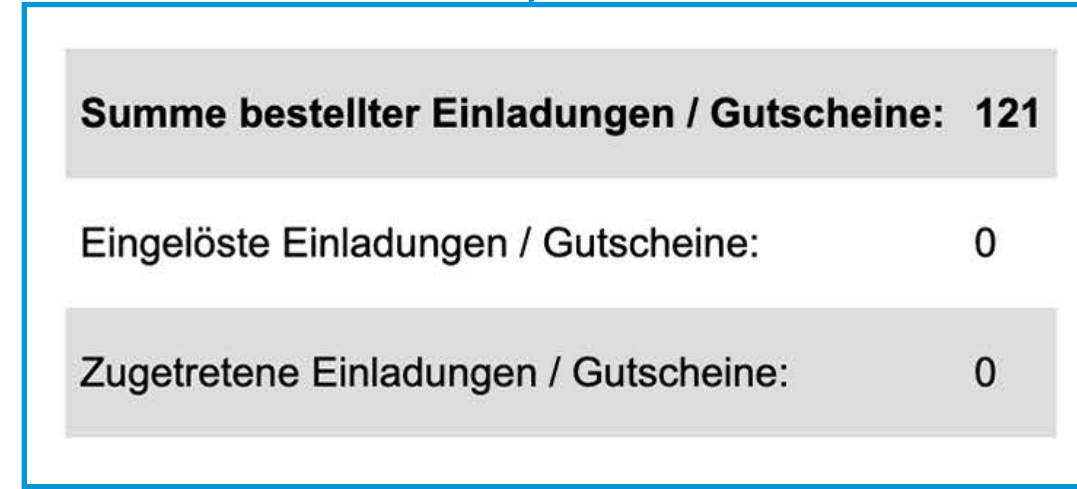 Summe bestellter Einladungen / Gutscheine: 121
Eingelöste Einladungen / Gutscheine: 0
Zugetretene Einladungen / Gutscheine: 0